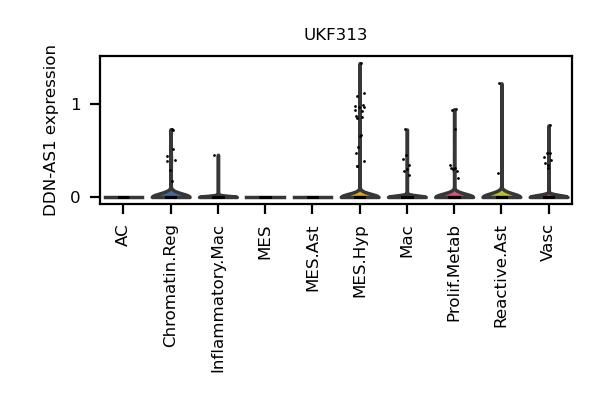 UKF313
DDN-AS1 expression
1
0
AC
Chromatin.Reg
Inflammatory.Mac
MES
MES.Ast
MES.Hyp
Mac
Prolif.Metab
Reactive.Ast
Vasc